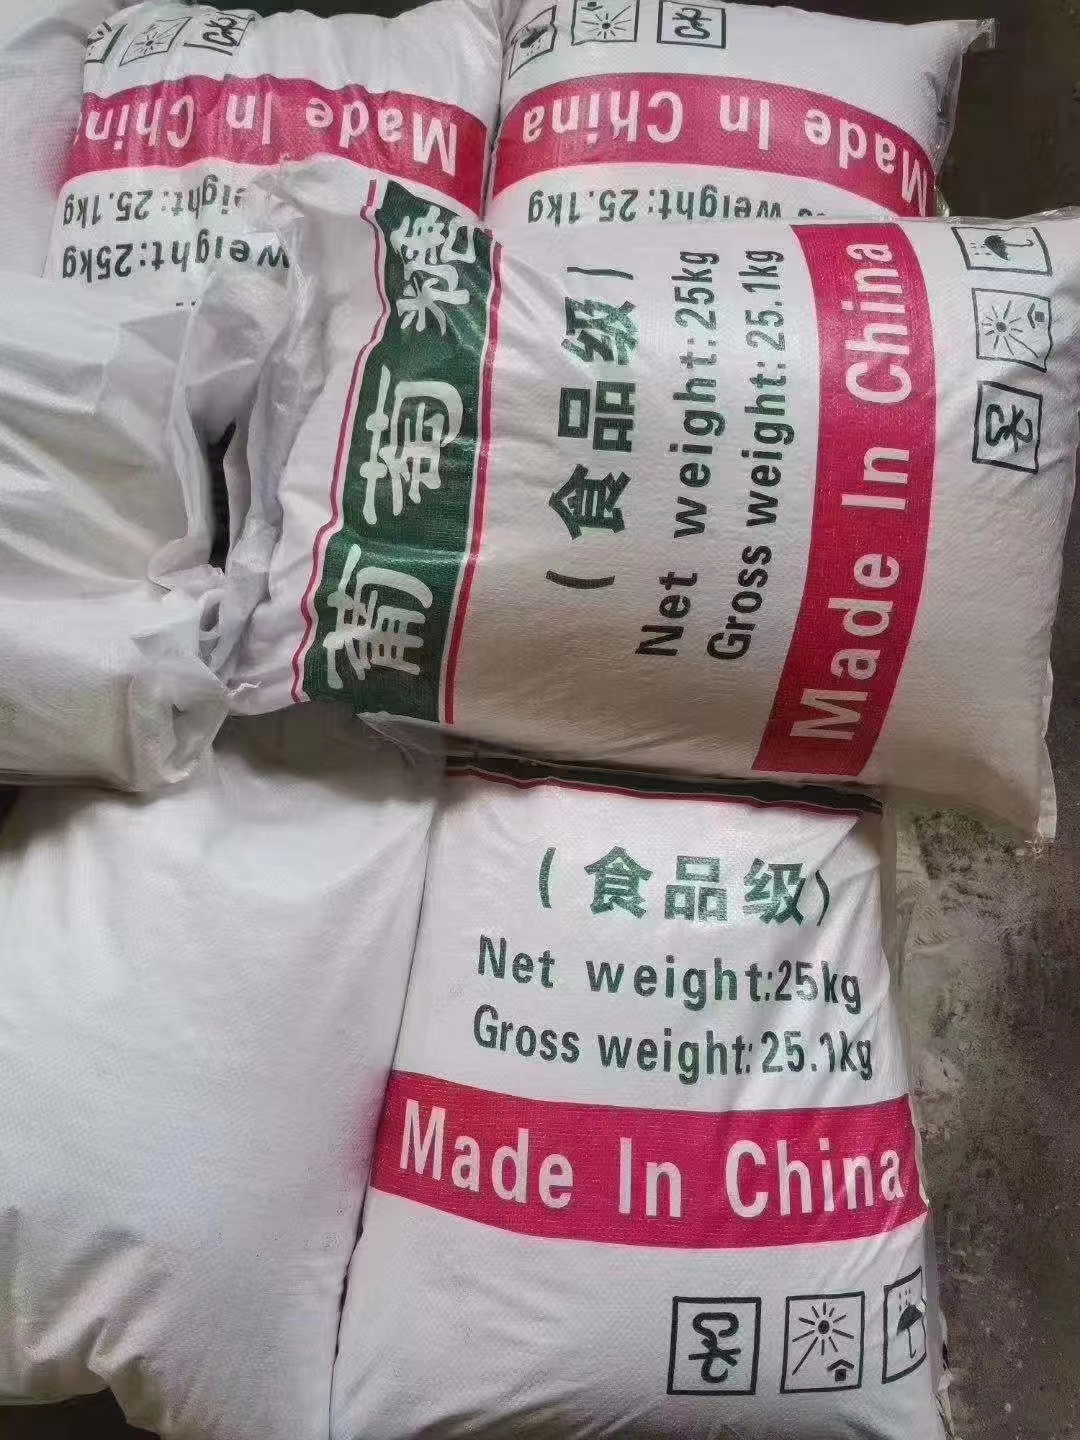 Made In China
weight:25.1kg
weight:25kg
Made In China
weight:25.1kg
葡萄糖
(食品级)
Net weight:25kg
Gross weight:25.1kg
Made In China
(食品级)
Net weight:25kg
Gross weight:25.1kg
Made In China